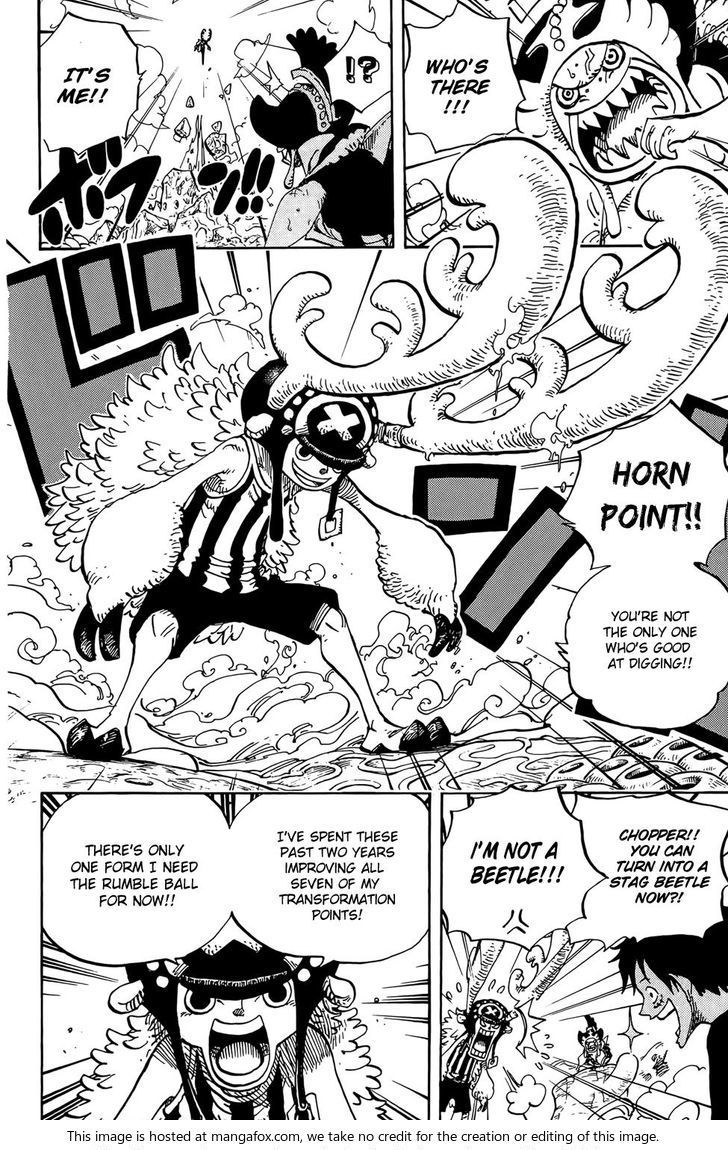 WHO'S
THERE
!!!
!?
IT'S
ME!!
ボフン!!
HORN
POINT!!
YOU'RE NOT
THE ONLY ONE
WHO'S GOOD
AT DIGGING!!
CHOPPER!!
YOU CAN
TURN INTO A
STAG BEETLE
NOW?!
I'M NOT A
BEETLE!!!
I'VE SPENT THESE
PAST TWO YEARS
IMPROVING ALL
SEVEN OF MY
TRANSFORMATION
POINTS!
THERE'S ONLY
ONE FORM I NEED
THE RUMBLE BALL
FOR NOW!!
This image is hosted at mangafox.com, we take no credit for the creation or editing of this image.